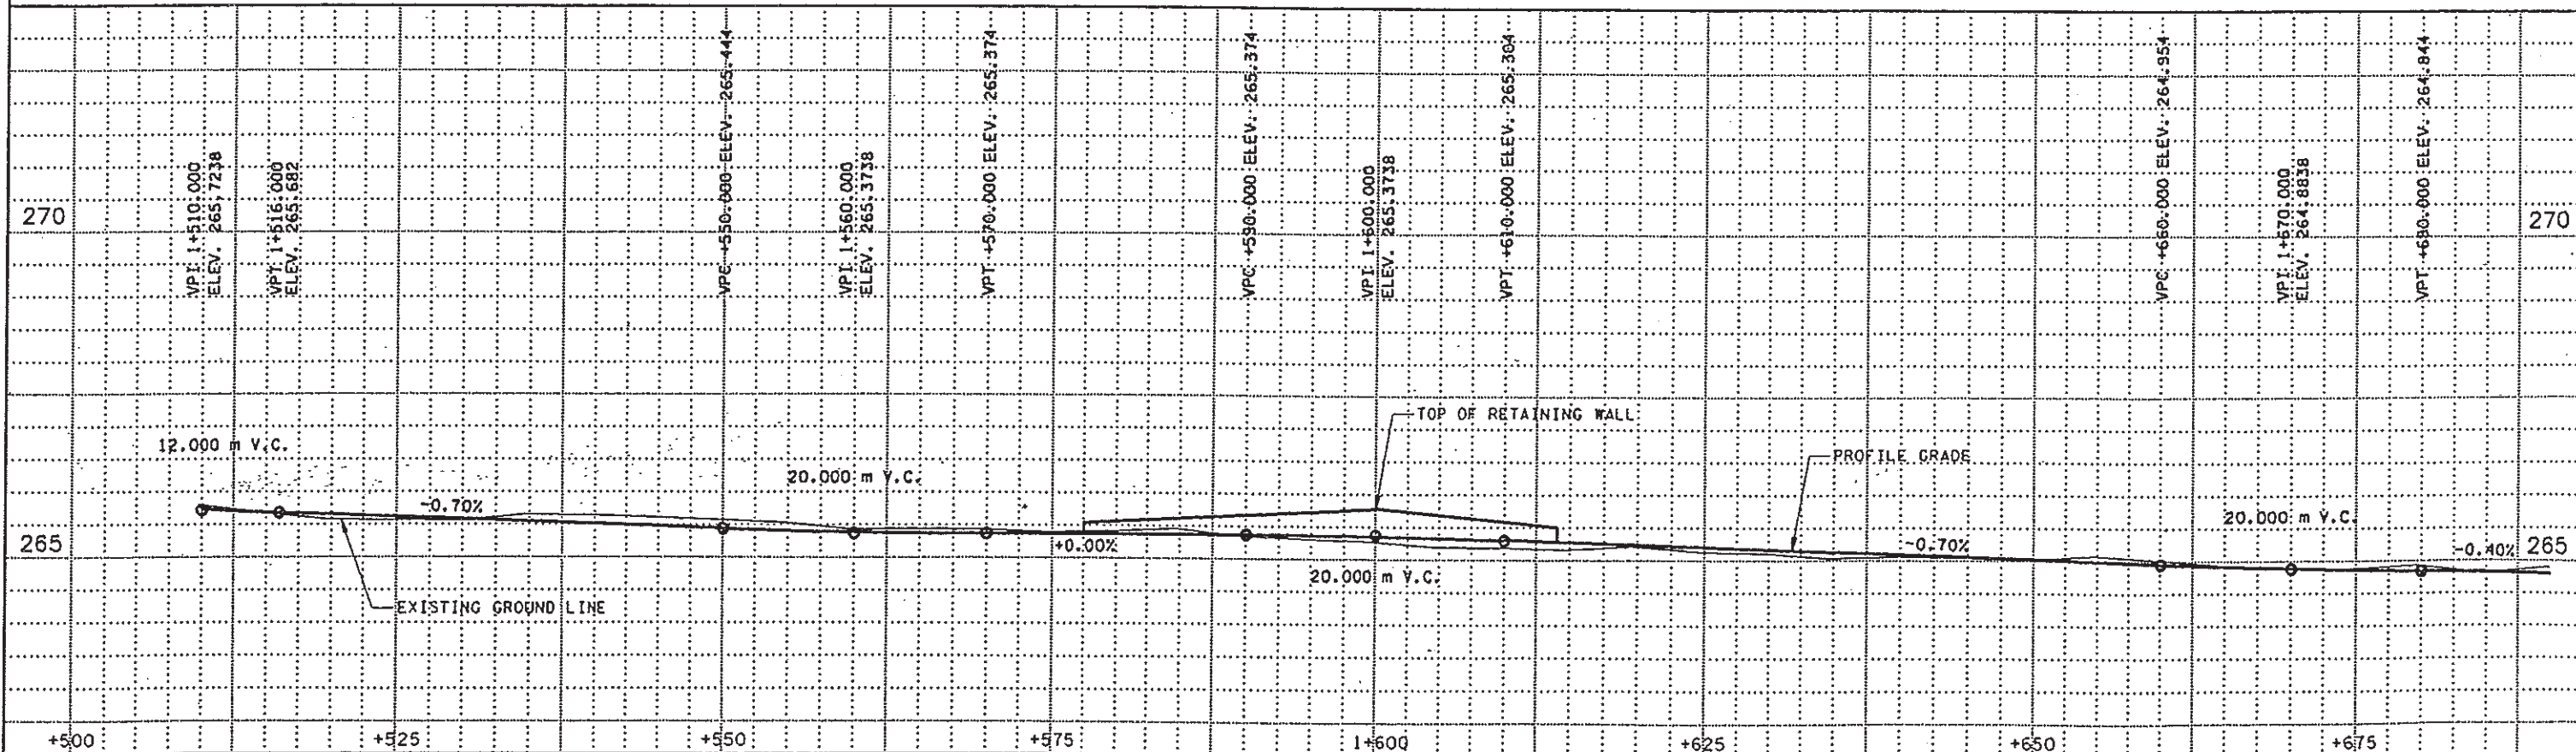 VPI 1+510.000
ELEV. 265.7238
VPT 1+516.000
ELEV. 265.682
VPC +550.000 ELEV. 265.444
VPI 1+560.000
ELEV. 265.3738
VPT +570.000 ELEV. 265.374
VPC +590.000 ELEV. 265.374
VPI 1+600.000
ELEV. 265.3738
VPT +610.000 ELEV. 265.304
VPC +660.000 ELEV. 264.954
VPI 1+670.000
ELEV. 264.8838
VPT +680.000 ELEV. 264.844
270
270
TOP OF RETAINING WALL
12.000 m V.C.
PROFILE GRADE
20.000 m V.C.
-0.70%
20.000 m V.C.
265
+0.00%
-0.70%
-0.40%
265
20.000 m V.C.
EXISTING GROUND LINE
+500
+525
+550
+575
1+600
+625
+650
+675